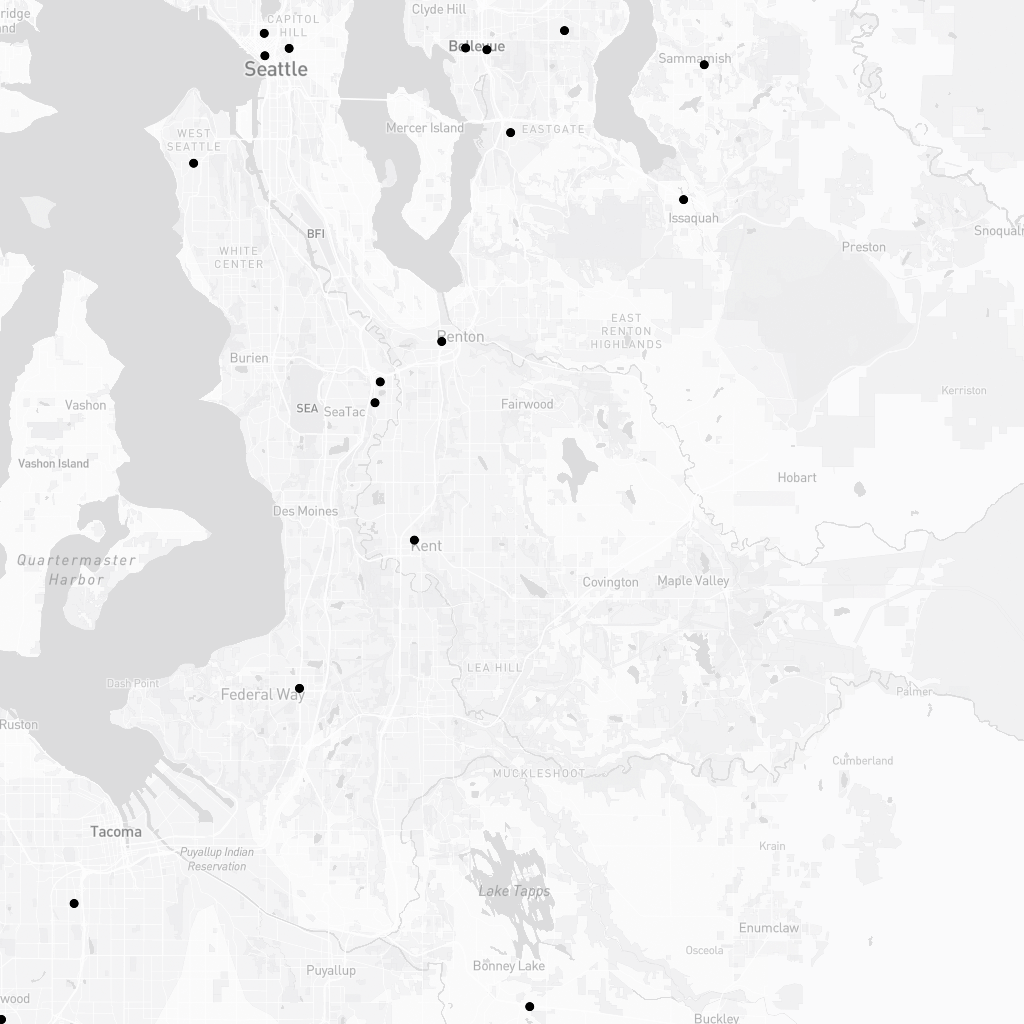 ridge
nd
Clyde Hill
CAPITOL
HILL
Bellevue
Seattle
Sammamish
Mercer Island
EASTGATE
WEST
SEATTLE
Issaquah
BFI
Snoqualm
Preston
WHITE
CENTER
EAST
RENTON
HIGHLANDS
Renton
Burien
Kerriston
Vashon
SEA
SeaTac
Fairwood
Vashon Island
Hobart
Des Moines
Kent
Quartermaster
Harbor
Covington
Maple Valley
LEA HILL
Dash Point
Federal Way
Palmer
Ruston
Cumberland
MUCKLESHOOT
Tacoma
Krain
Puyallup Indian
Reservation
Lake Tapps
Enumclaw
Osceola
Puyallup
Bonney Lake
wood
Buckley